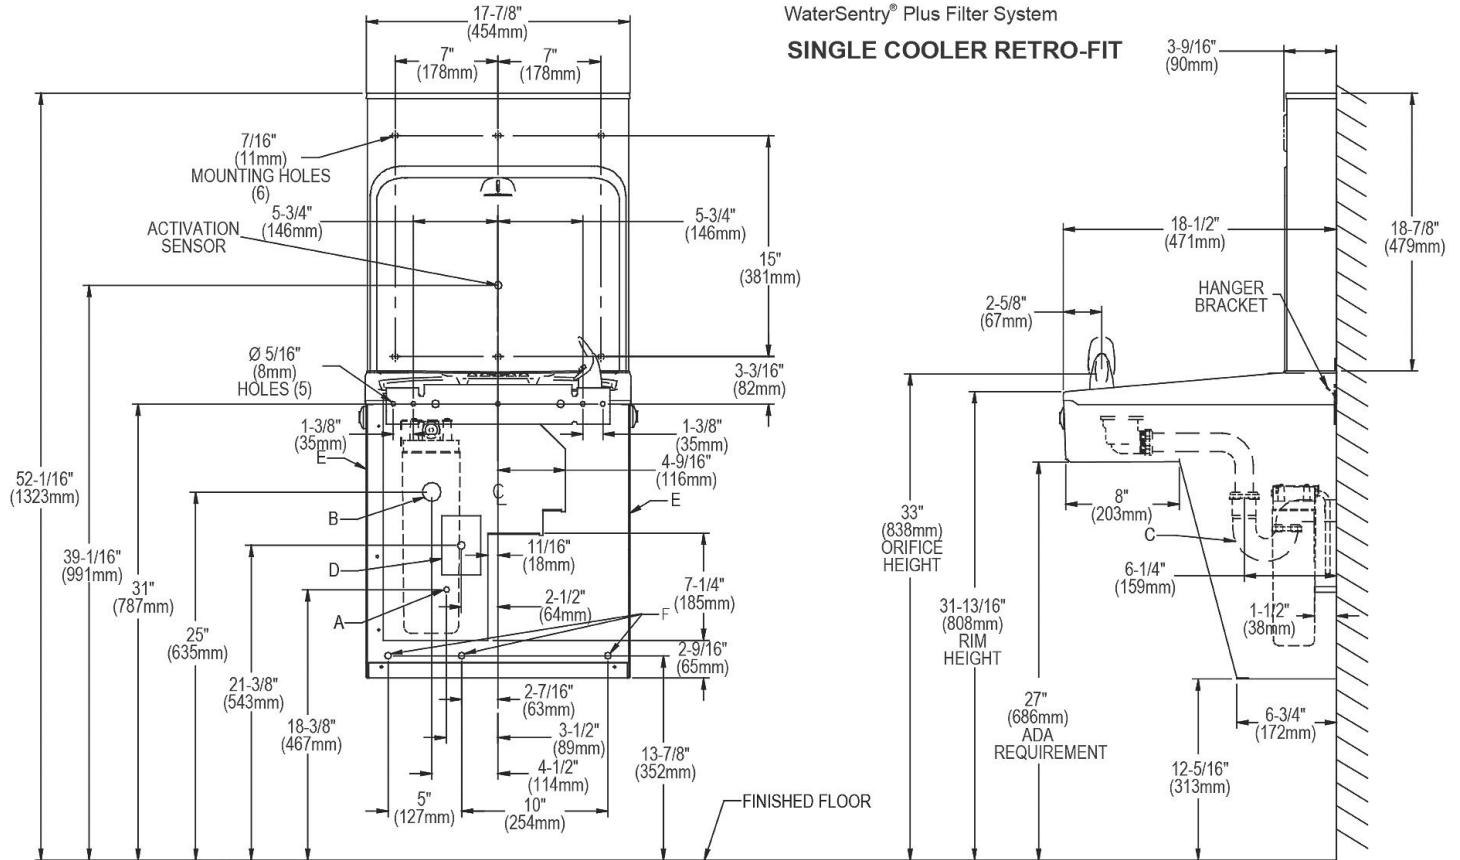 WaterSentry® Plus Filter System
SINGLE COOLER RETRO-FIT
17-7/8"
(454mm)
7"
(178mm)
7"
(178mm)
3-9/16"
(90mm)
7/16"
(11mm)
MOUNTING HOLES
(6)
5-3/4"
(146mm)
5-3/4"
(146mm)
ACTIVATION
SENSOR
15"
(381mm)
18-1/2"
(471mm)
18-7/8"
(479mm)
HANGER
BRACKET
2-5/8"
(67mm)
Ø 5/16"
(8mm)
HOLES (5)
3-3/16"
(82mm)
1-3/8"
(35mm)
1-3/8"
(35mm)
E
4-9/16"
(116mm)
52-1/16"
(1323mm)
C
E
8"
(203mm)
B
33"
(838mm)
ORIFICE
HEIGHT
C
39-1/16"
(991mm)
11/16"
(18mm)
D
6-1/4"
(159mm)
31"
(787mm)
7-1/4"
(185mm)
2-1/2"
(64mm)
F
A
31-13/16"
(808mm)
RIM
HEIGHT
1-1/2"
(38mm)
25"
(635mm)
2-9/16"
(65mm)
21-3/8"
(543mm)
2-7/16"
(63mm)
27"
(686mm)
ADA
REQUIREMENT
6-3/4"
(172mm)
18-3/8"
(467mm)
3-1/2"
(89mm)
13-7/8"
(352mm)
4-1/2"
(114mm)
12-5/16"
(313mm)
5"
(127mm)
10"
(254mm)
FINISHED FLOOR